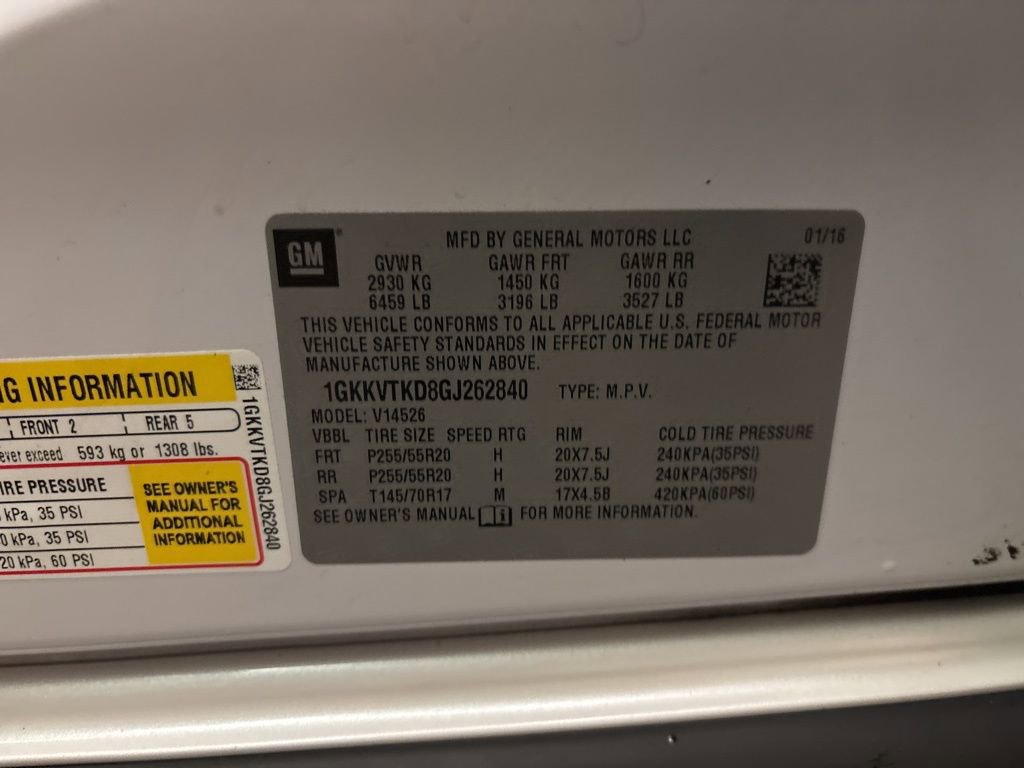 GM
MFD BY GENERAL MOTORS LLC 01/16
GVWR GAWR FRT GAWR RR
2930 KG 1450 KG 1600 KG
6459 LB 3196 LB 3527 LB
THIS VEHICLE CONFORMS TO ALL APPLICABLE U.S. FEDERAL MOTOR
VEHICLE SAFETY STANDARDS IN EFFECT ON THE DATE OF
MANUFACTURE SHOWN ABOVE.
1GKKVTKD8GJ262840 TYPE: M.P.V.
MODEL: V14526
VBBL TIRE SIZE SPEED RTG RIM COLD TIRE PRESSURE
FRT P255/55R20 H 20X7.5J 240KPA(35PSI)
RR P255/55R20 H 20X7.5J 240KPA(35PSI)
SPA T145/70R17 M 17X4.5B 420KPA(60PSI)
SEE OWNER'S MANUAL i FOR MORE INFORMATION.
NG INFORMATION
FRONT 2 REAR 5
ever exceed 593 kg or 1308 lbs.
IRE PRESSURE
kPa, 35 PSI
0 kPa, 35 PSI
20 kPa, 60 PSI
SEE OWNER'S
MANUAL FOR
ADDITIONAL
INFORMATION
1GKKVTKD8GJ262840